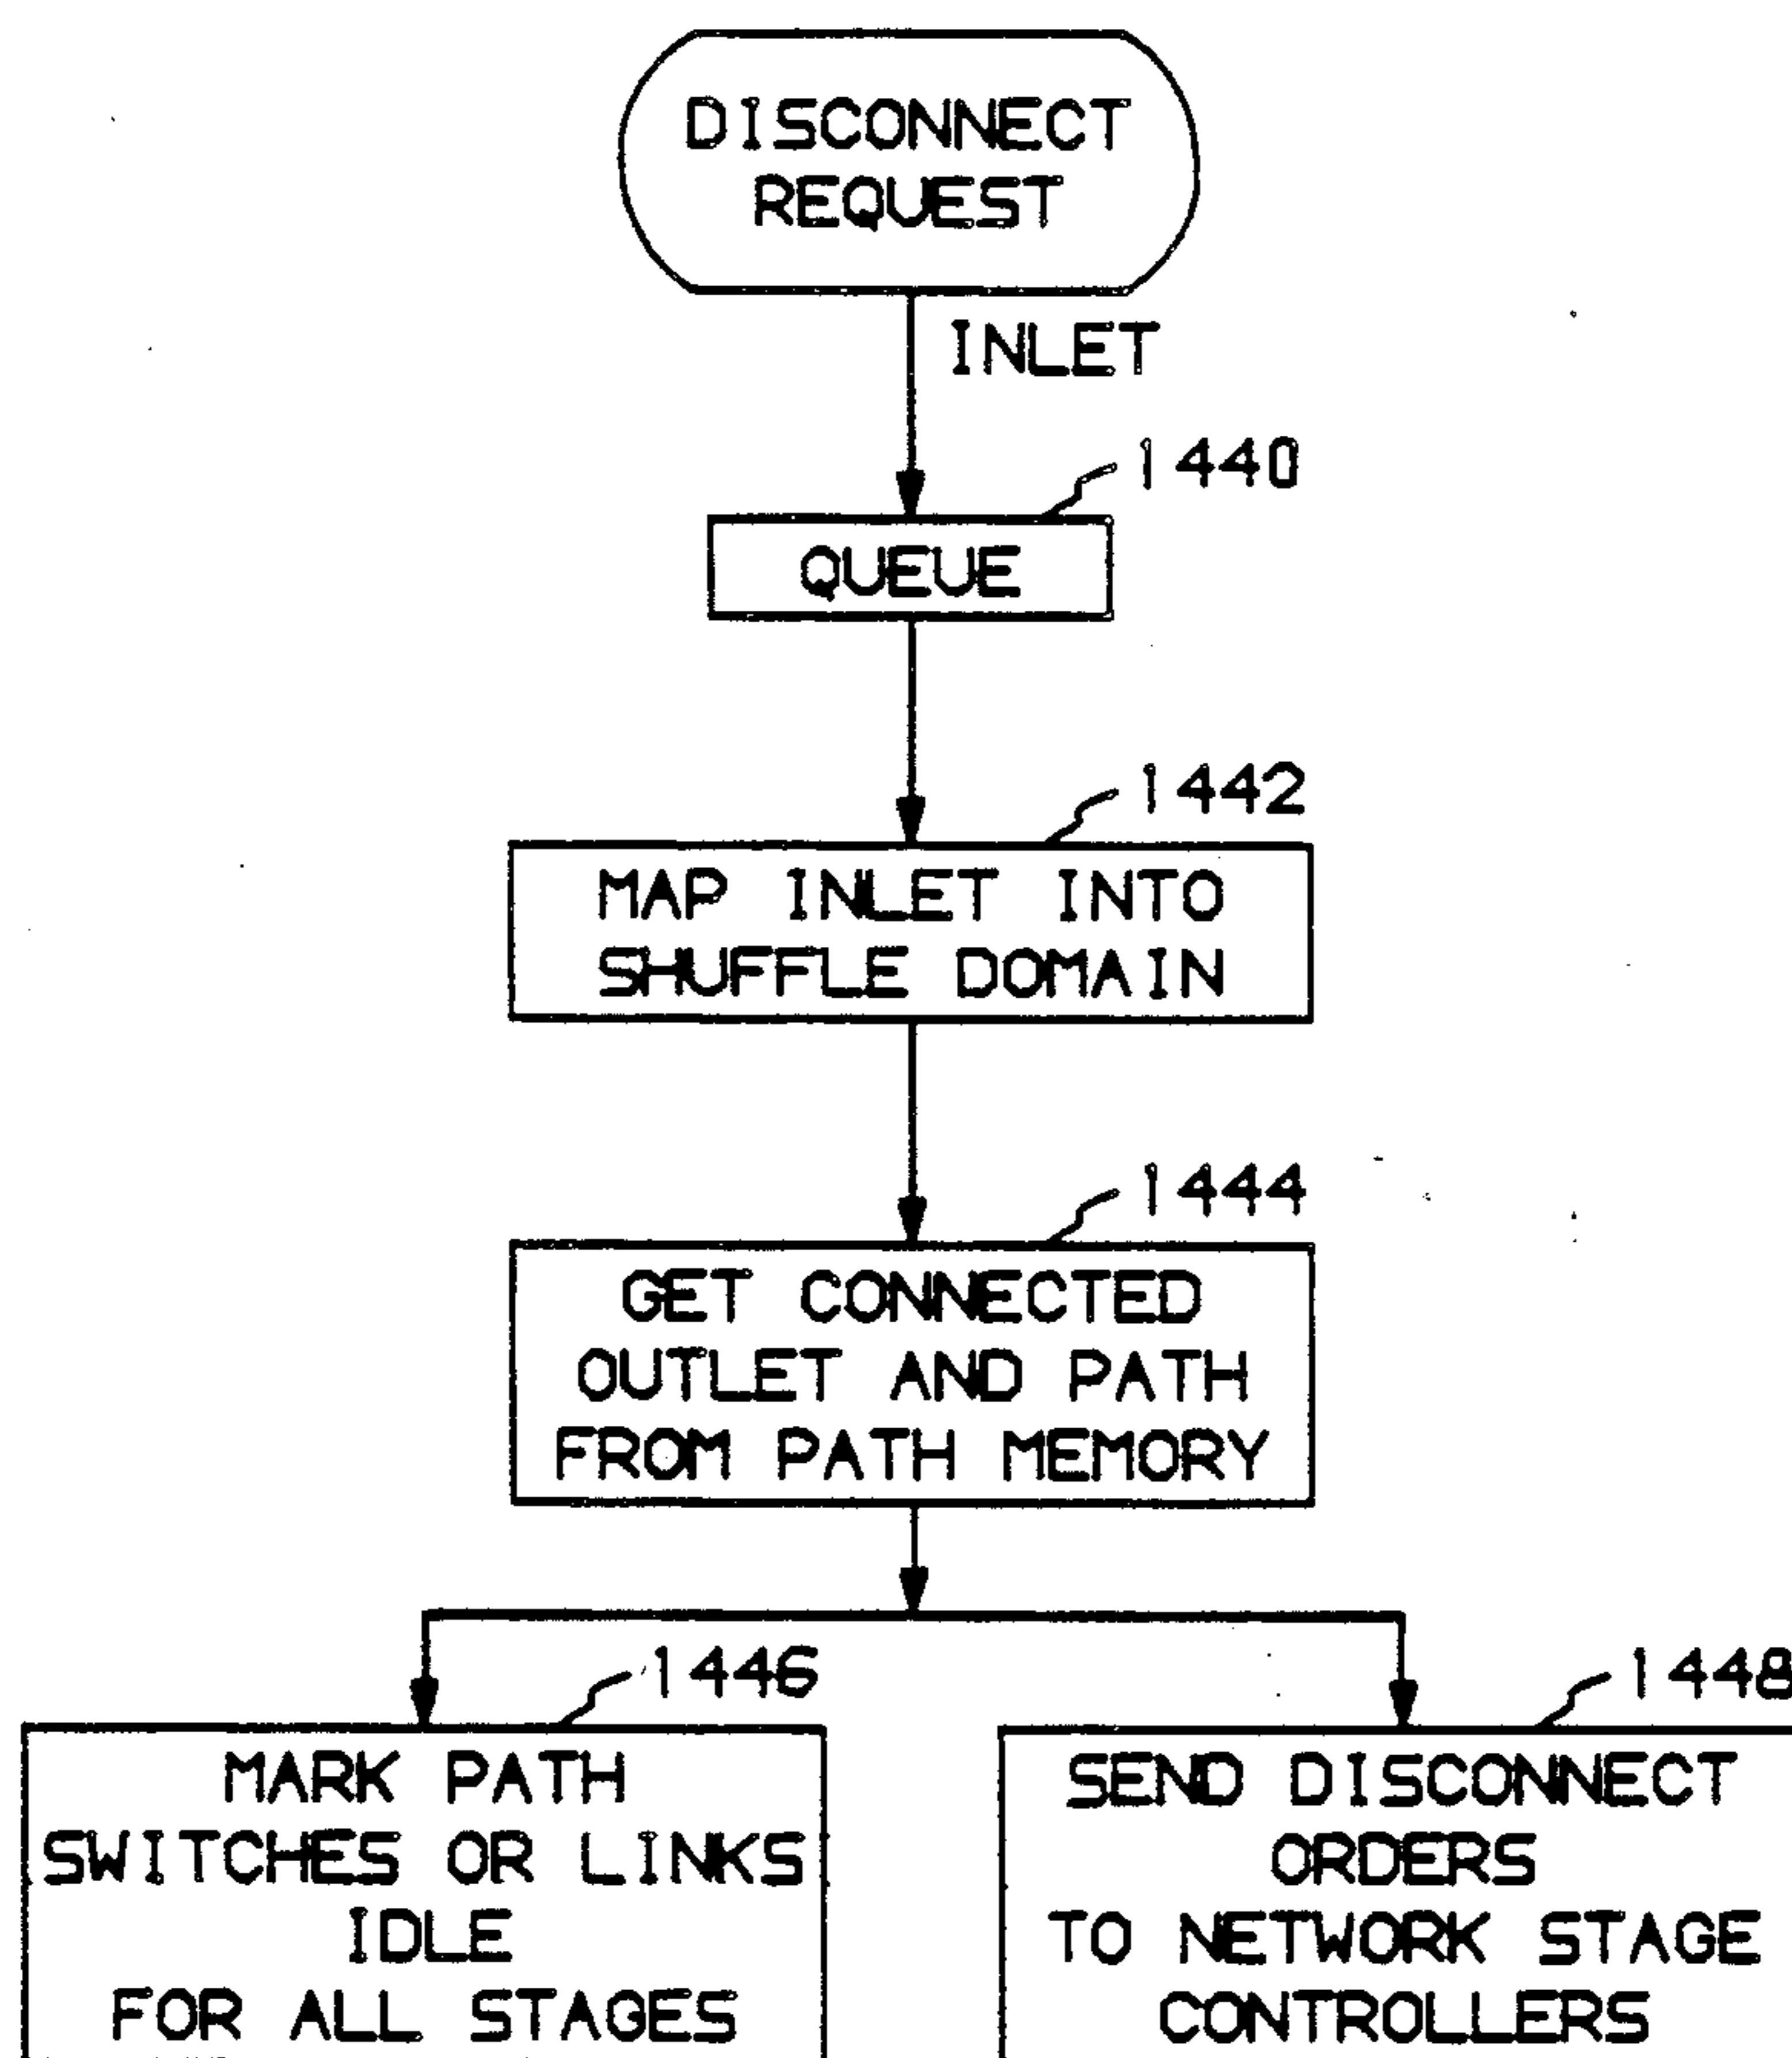 DISCONNECT
REQUEST
INLET
1440
QUEUE
1442
MAP INLET INTO
SHUFFLE DOMAIN
1444
GET CONNECTED
OUTLET AND PATH
FROM PATH MEMORY
1446
MARK PATH
SWITCHES OR LINKS
IDLE
FOR ALL STAGES
1448
SEND DISCONNECT
ORDERS
TO NETWORK STAGE
CONTROLLERS